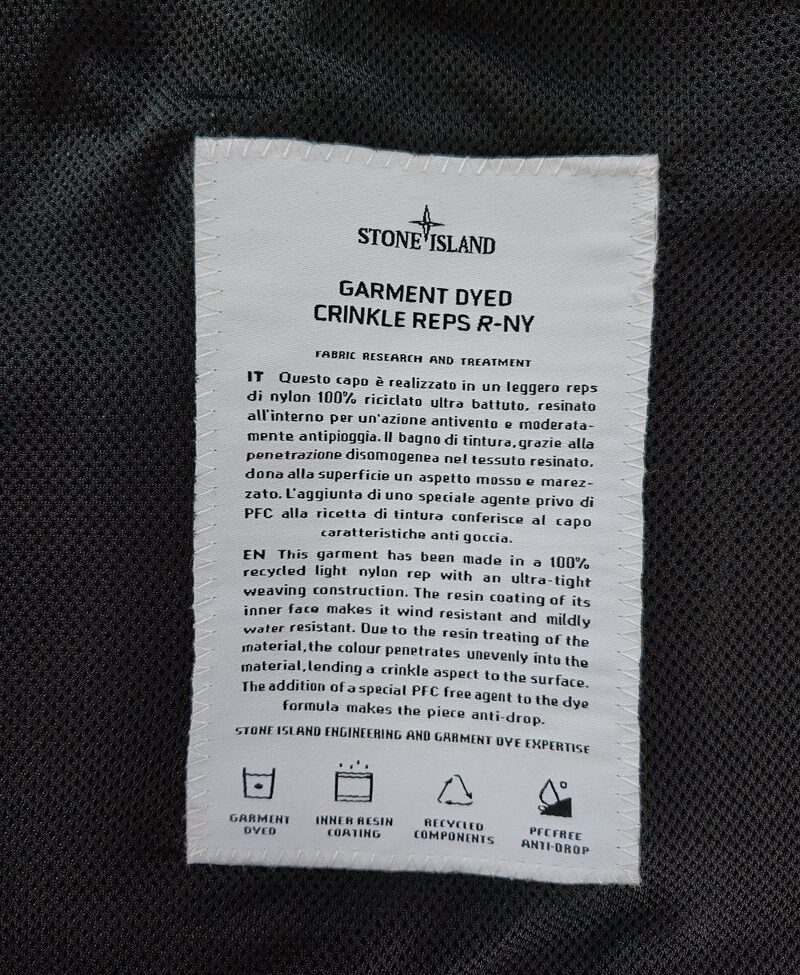 STONE ISLAND
GARMENT DYED
CRINKLE REPS R-NY
FABRIC RESEARCH AND TREATMENT
IT Questo capo è realizzato in un leggero reps
di nylon 100% riciclato ultra battuto, resinato
all'interno per un'azione antivento e moderata-
mente antipioggia. Il bagno di tintura, grazie alla
penetrazione disomogenea nel tessuto resinato,
dona alla superficie un aspetto mosso e marez-
zato. L'aggiunta di uno speciale agente privo di
PFC alla ricetta di tintura conferisce al capo
caratteristiche anti goccia.
EN This garment has been made in a 100%
recycled light nylon rep with an ultra-tight
weaving construction. The resin coating of its
inner face makes it wind resistant and mildly
water resistant. Due to the resin treating of the
material, the colour penetrates unevenly into the
material, lending a crinkle aspect to the surface.
The addition of a special PFC free agent to the dye
formula makes the piece anti-drop.
STONE ISLAND ENGINEERING AND GARMENT DYE EXPERTISE
GARMENT
DYED
INNER RESIN
COATING
RECYCLED
COMPONENTS
PFC FREE
ANTI-DROP